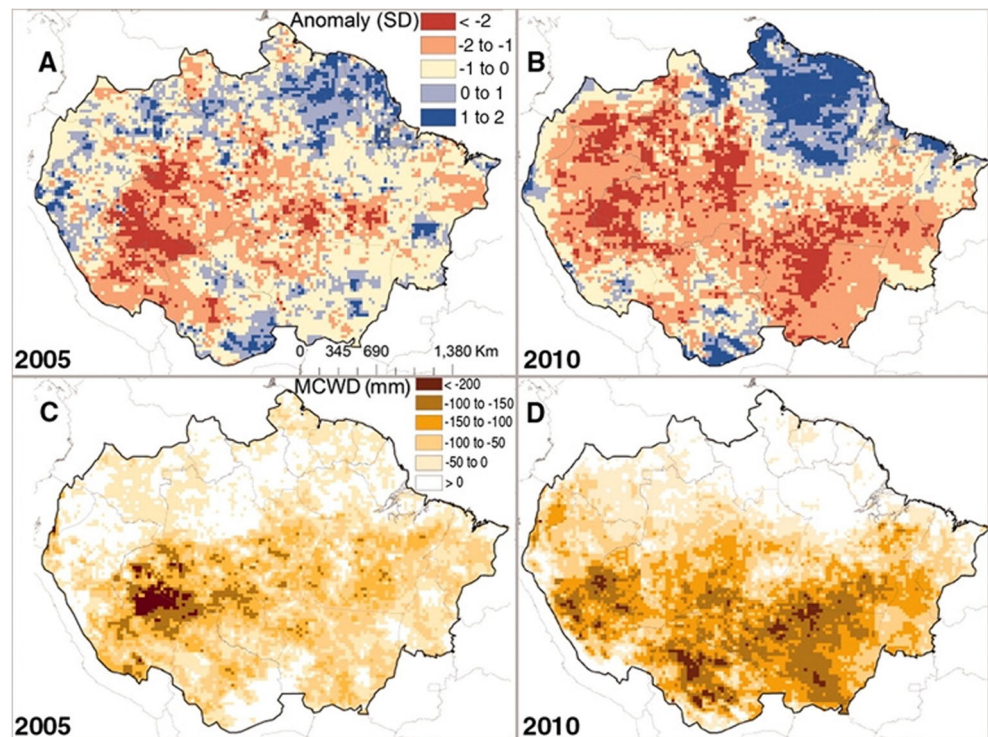 A
Anomaly (SD)
< -2
-2 to -1
-1 to 0
0 to 1
1 to 2
2005
0 345 690 1,380 Km
B
2010
C
MCWD (mm)
< -200
-100 to -150
-150 to -100
-100 to -50
-50 to 0
> 0
2005
D
2010